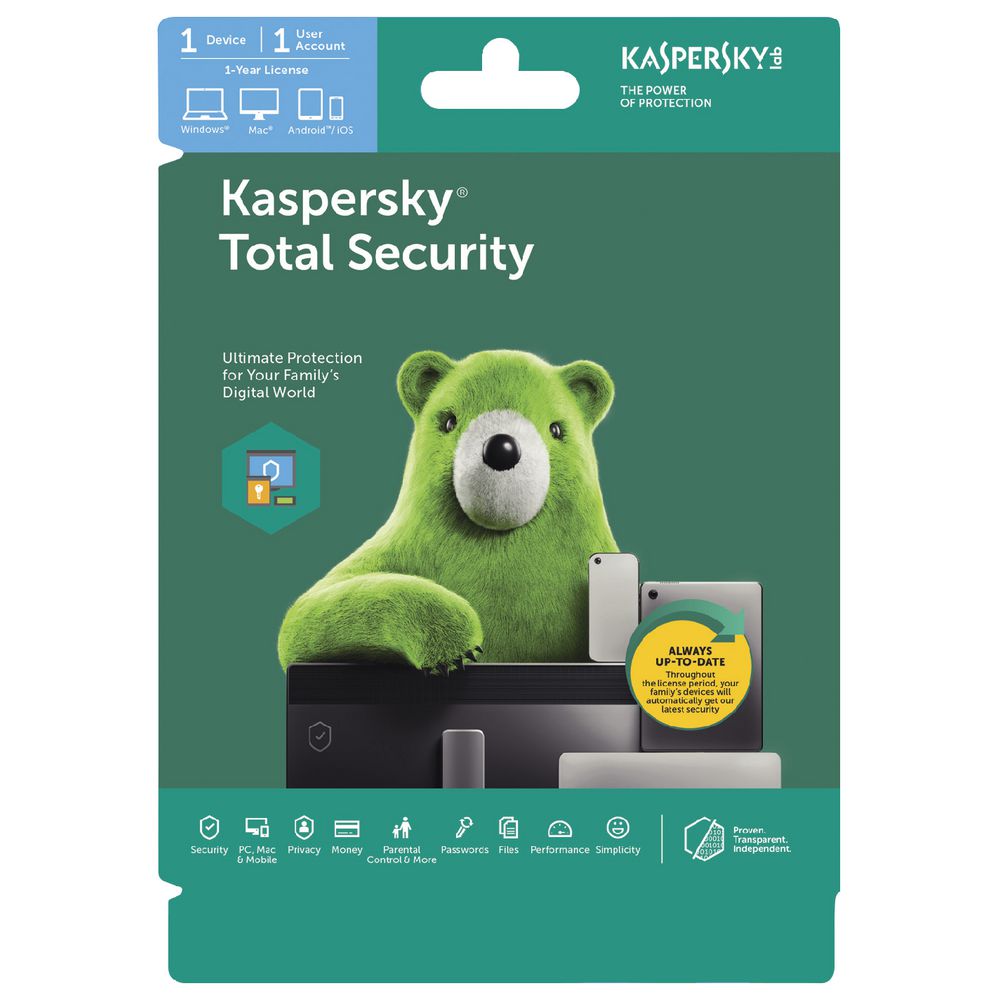 1 Device
1 User Account
1-Year License
Windows® Mac® Android™/iOS
KASPERSKY lab
THE POWER
OF PROTECTION
Kaspersky®
Total Security
Ultimate Protection
for Your Family's
Digital World
ALWAYS
UP-TO-DATE
Throughout
the license period, your
family's devices will
automatically get our
latest security
Security
PC, Mac
& Mobile
Privacy
Money
Parental
Control & More
Passwords
Files
Performance
Simplicity
Proven.
Transparent.
Independent.